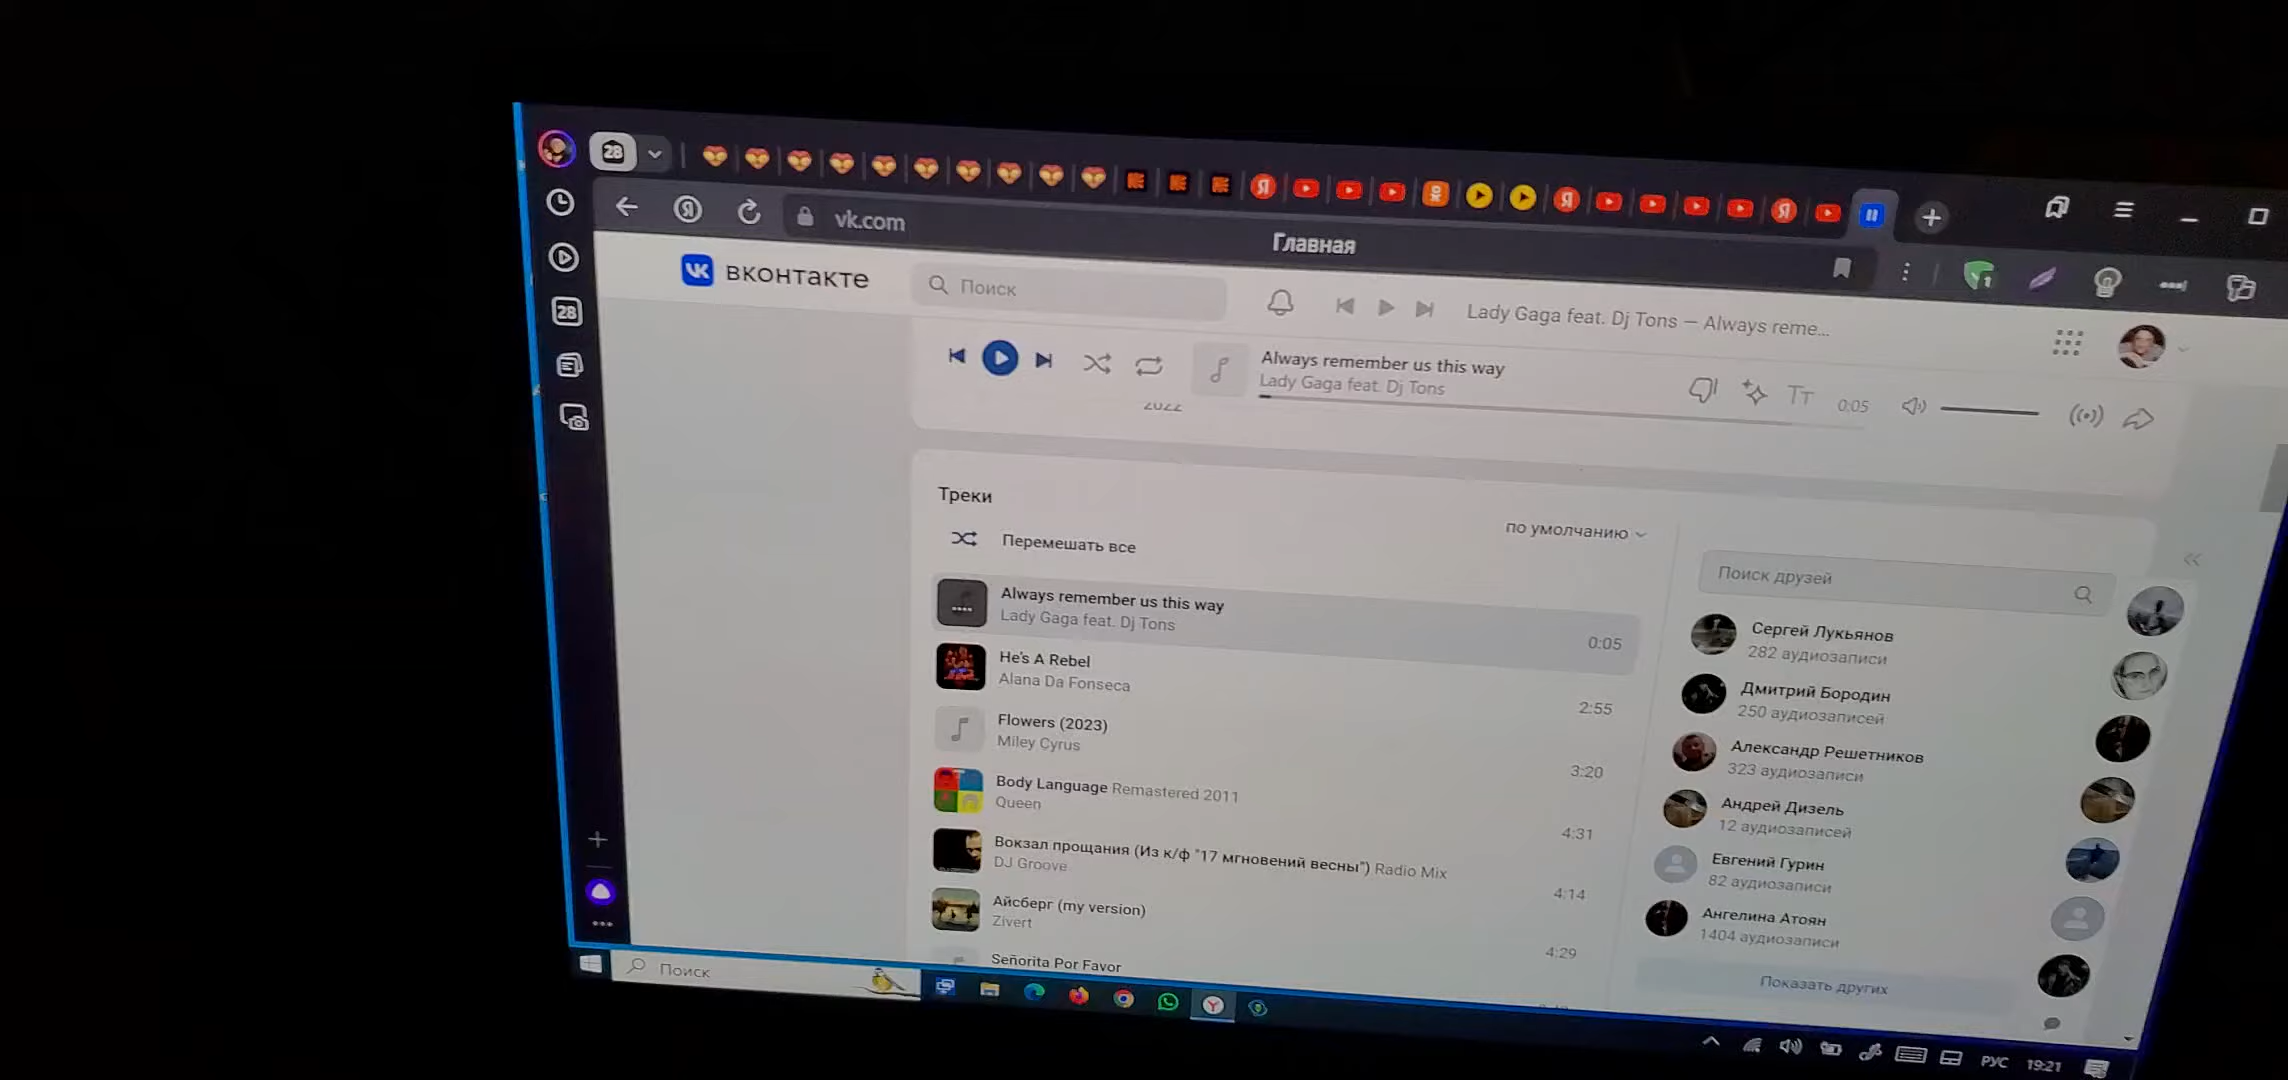 28
vk.com
Главная
28
вконтакте
Поиск
Lady Gaga feat. Dj Tons — Always reme...
Always remember us this way
Lady Gaga feat. Dj Tons
0:05
2022
Треки
по умолчанию
Перемешать все
Always remember us this way
Lady Gaga feat. Dj Tons
0:05
He's A Rebel
Alana Da Fonseca
2:55
Flowers (2023)
Miley Cyrus
3:20
Body Language Remastered 2011
Queen
4:31
Вокзал прощания (Из к/ф "17 мгновений весны") Radio Mix
DJ Groove
4:14
Айсберг (my version)
Zivert
4:29
Señorita Por Favor
Поиск друзей
Сергей Лукьянов
282 аудиозаписи
Дмитрий Бородин
250 аудиозаписей
Александр Решетников
323 аудиозаписи
Андрей Дизель
12 аудиозаписей
Евгений Гурин
82 аудиозаписи
Ангелина Атоян
1404 аудиозаписи
Показать других
Поиск
РУС
19:21